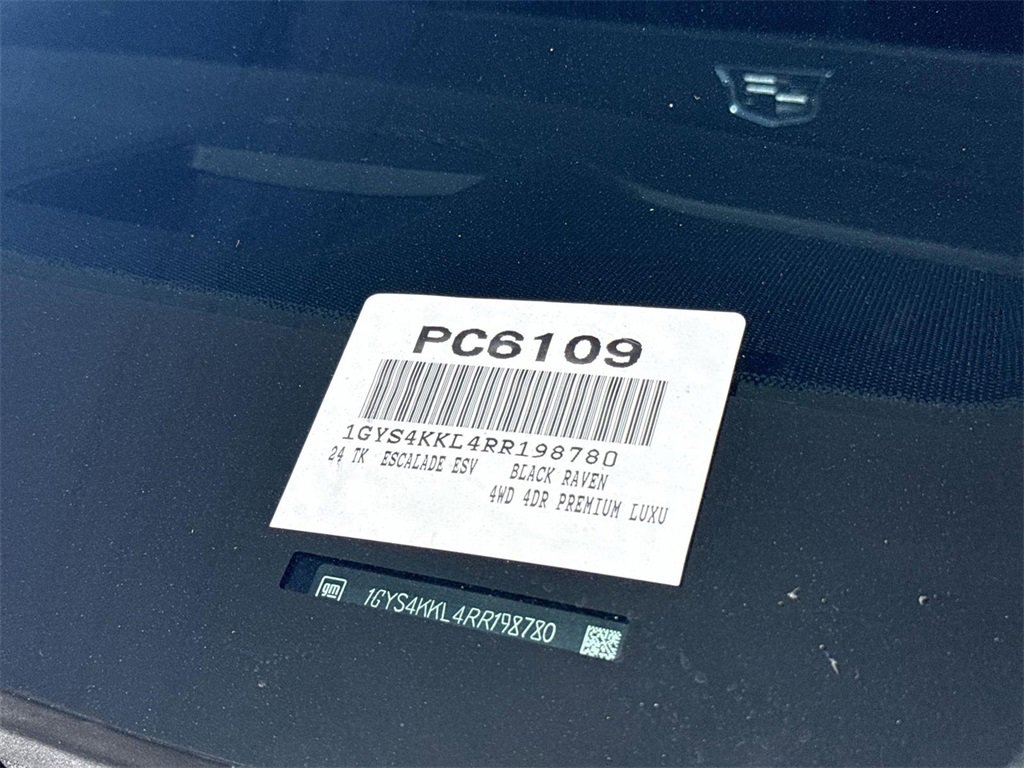 PC6109
1GYS4KKL4RR198780
24 TK ESCALADE ESV BLACK RAVEN
4WD 4DR PREMIUM LUXU
gm 1GYS4KKL4RR198780